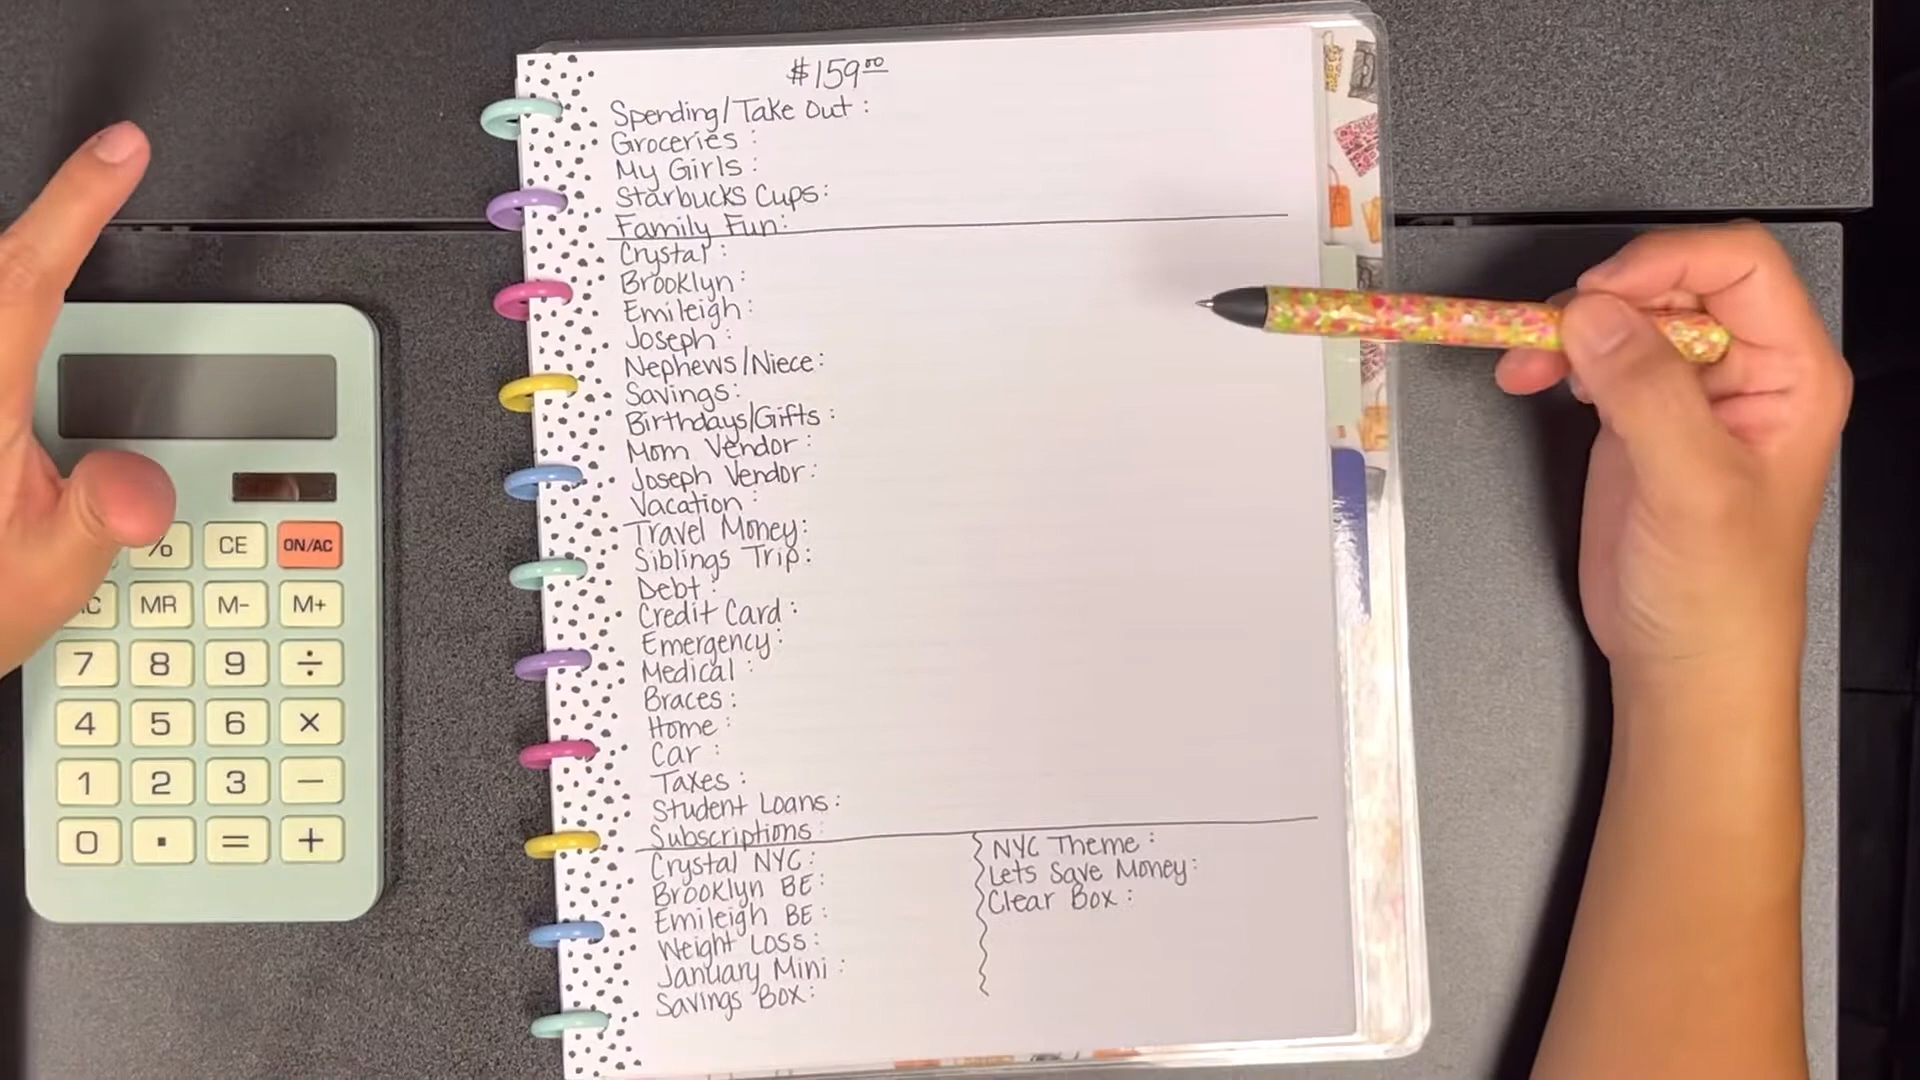 $159.00
Spending/Take Out:
Groceries:
My Girls:
Starbucks Cups:
Family Fun:
Crystal:
Brooklyn:
Emileigh:
Joseph:
Nephews/Niece:
Savings:
Birthdays/Gifts:
Mom Vendor:
Joseph Vendor:
Vacation:
Travel Money:
Siblings Trip:
Debt:
Credit Card:
Emergency:
Medical:
Braces:
Home:
Car:
Taxes:
Student Loans:
Subscriptions:
Crystal NYC:
Brooklyn BE:
Emileigh BE:
Weight Loss:
January Mini:
Savings Box:
NYC Theme:
Lets Save Money:
Clear Box:
% CE ON/AC
MR M- M+
7 8 9 ÷
4 5 6 ×
1 2 3 −
0 . = +